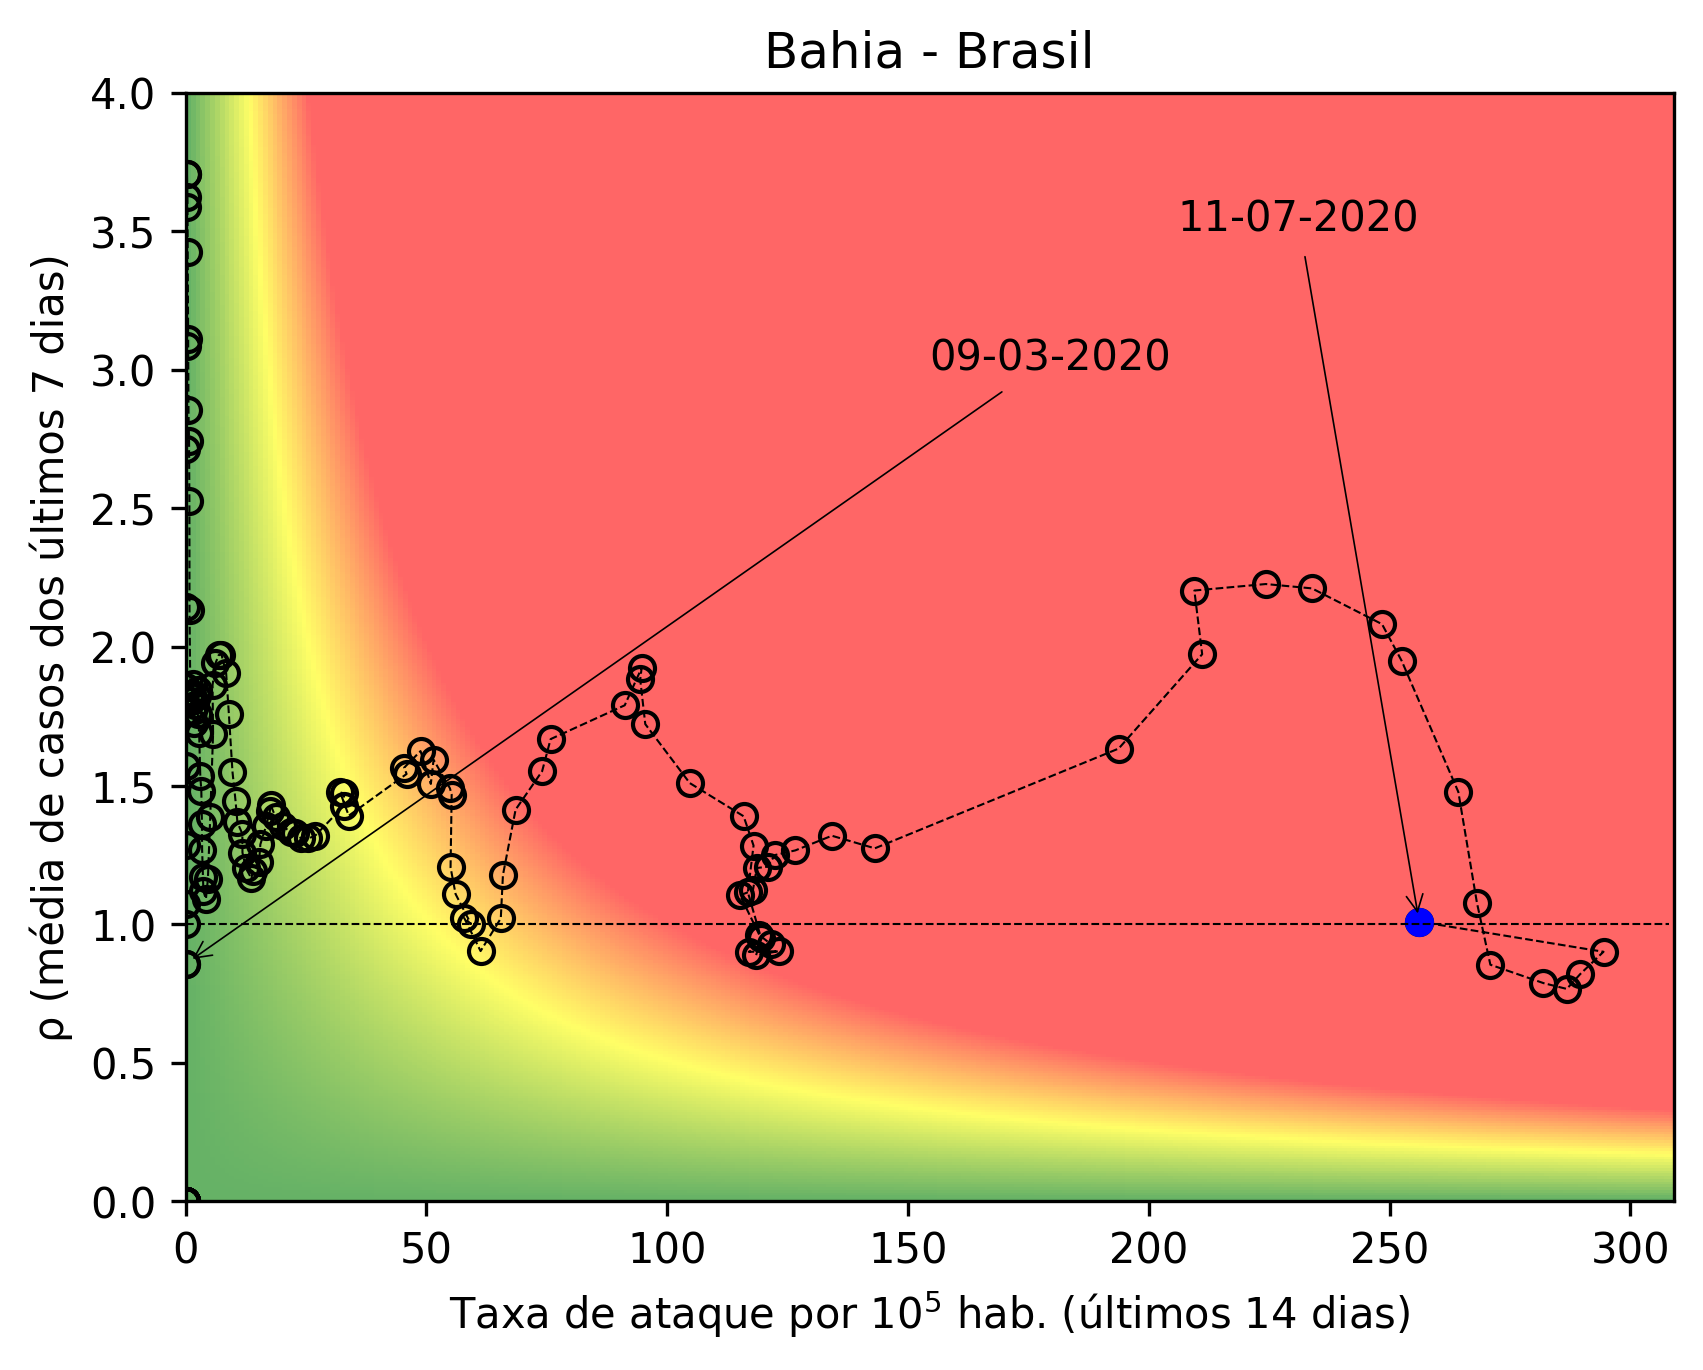 Bahia - Brasil
4.0
3.5
3.0
2.5
2.0
1.5
1.0
0.5
0.0
ρ (média de casos dos últimos 7 dias)
11-07-2020
09-03-2020
0 50 100 150 200 250 300
Taxa de ataque por 10⁵ hab. (últimos 14 dias)